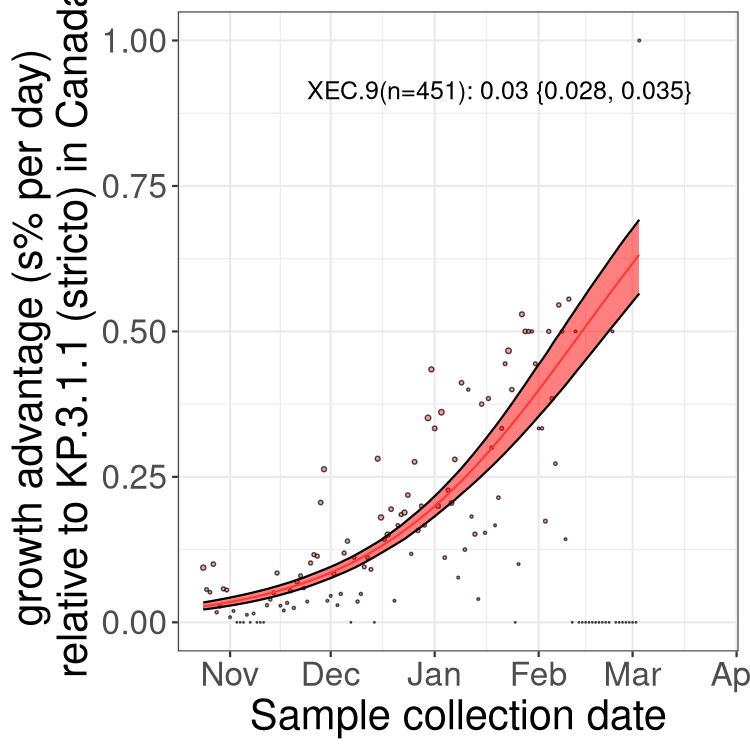 growth advantage (s% per day)
relative to KP.3.1.1 (stricto) in Canada
1.00
0.75
0.50
0.25
0.00
XEC.9(n=451): 0.03 {0.028, 0.035}
Nov Dec Jan Feb Mar Ap
Sample collection date